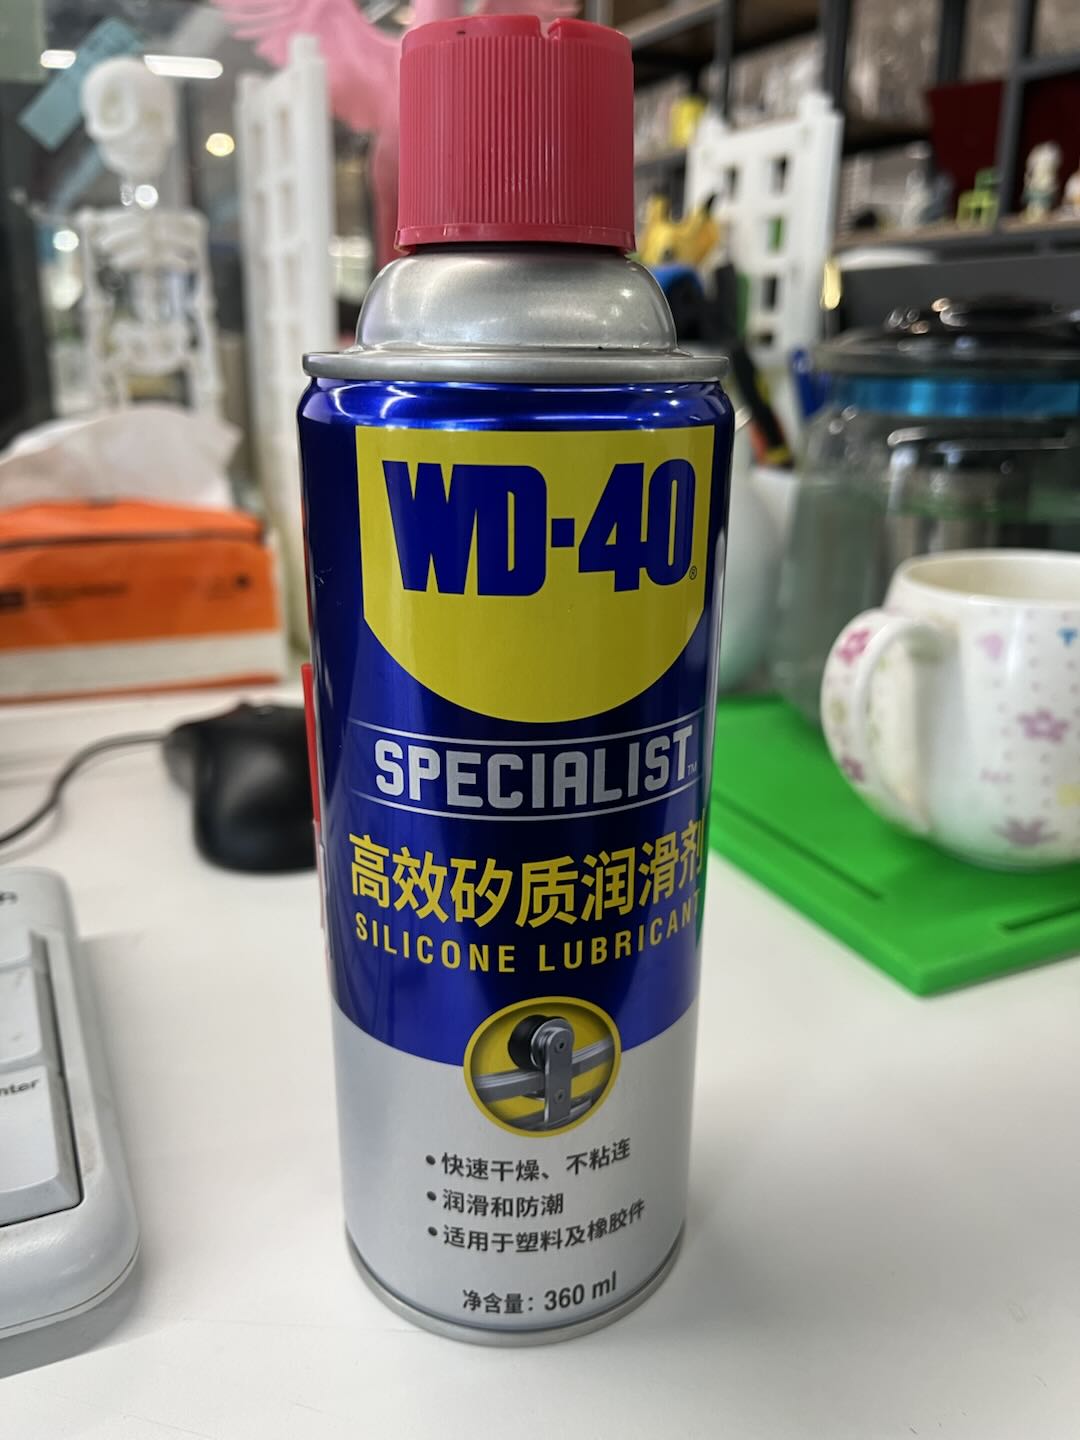 WD-40®
SPECIALIST™
高效矽质润滑剂
SILICONE LUBRICANT
•快速干燥、不粘连
•润滑和防潮
•适用于塑料及橡胶件
净含量：360 ml